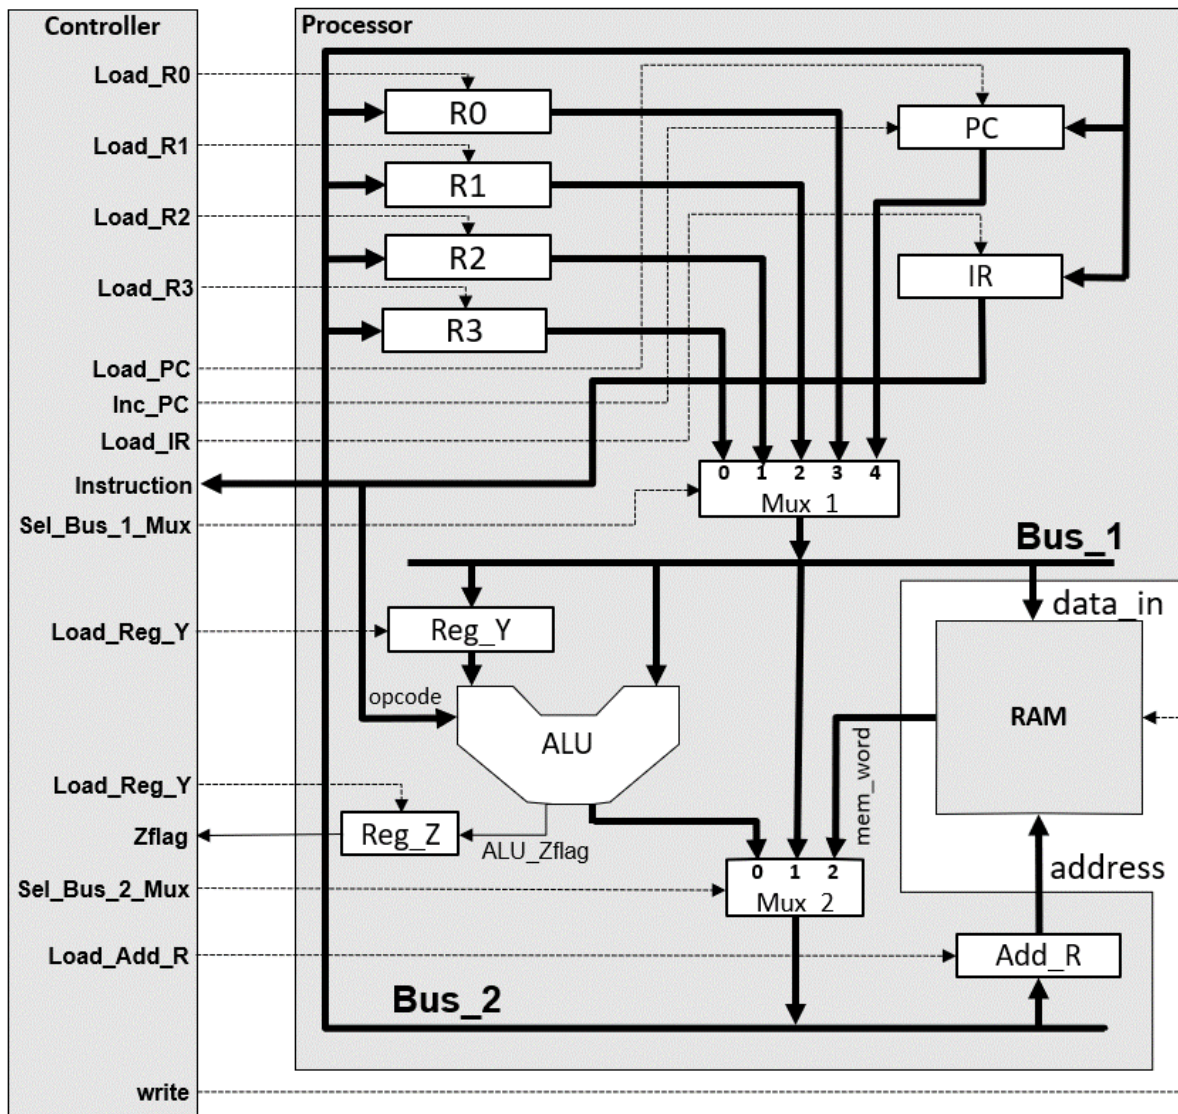 Controller
Processor
Load_R0
R0
PC
Load_R1
R1
Load_R2
R2
IR
Load_R3
R3
Load_PC
Inc_PC
Load_IR
0 1 2 3 4
Mux_1
Instruction
Sel_Bus_1_Mux
Bus_1
data_in
Load_Reg_Y
Reg_Y
opcode
ALU
RAM
mem_word
Load_Reg_Y
Zflag
Reg_Z
ALU_Zflag
0 1 2
Mux_2
address
Sel_Bus_2_Mux
Load_Add_R
Add_R
Bus_2
write